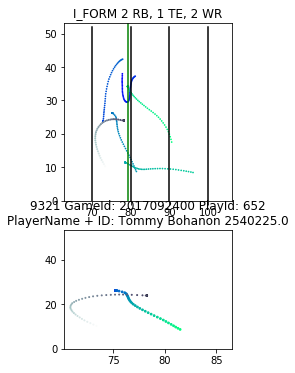 I_FORM 2 RB, 1 TE, 2 WR
50
40
30
20
10
0
70 80 90 100
9321 GameId: 2017092400 PlayId: 652
PlayerName + ID: Tommy Bohanon 2540225.0
40
20
0
75 80 85